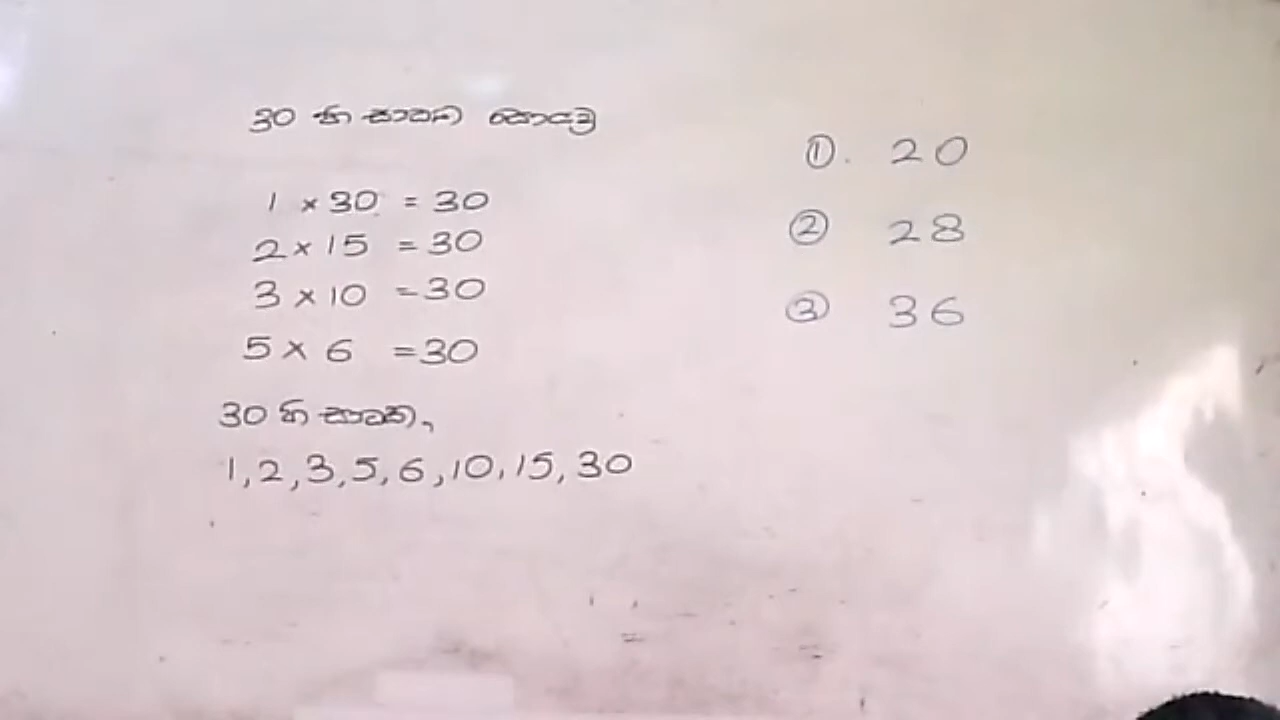 30 හි සාධක සොයමු
1 × 30 = 30
2 × 15 = 30
3 × 10 = 30
5 × 6 = 30
30 හි සාධක,
1, 2, 3, 5, 6, 10, 15, 30
①. 20
② 28
③ 36